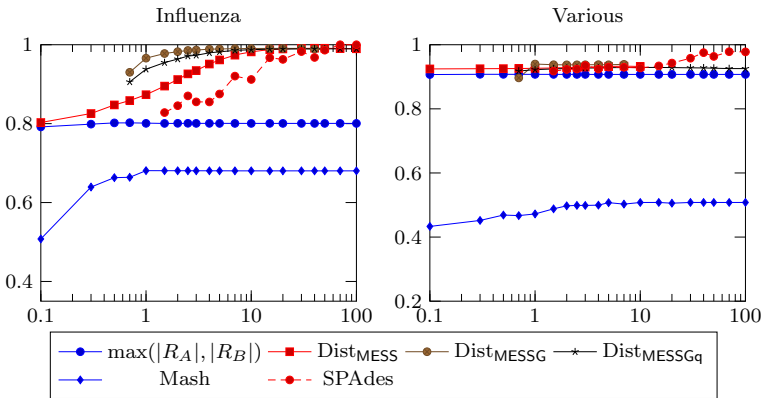 Influenza Various
1 1
0.8 0.8
0.6 0.6
0.4 0.4
0.2
0.1 1 10 100 0.1 1 10 100
max(|R_A|, |R_B|) Dist_MESS Dist_MESSG Dist_MESSGq
Mash SPAdes